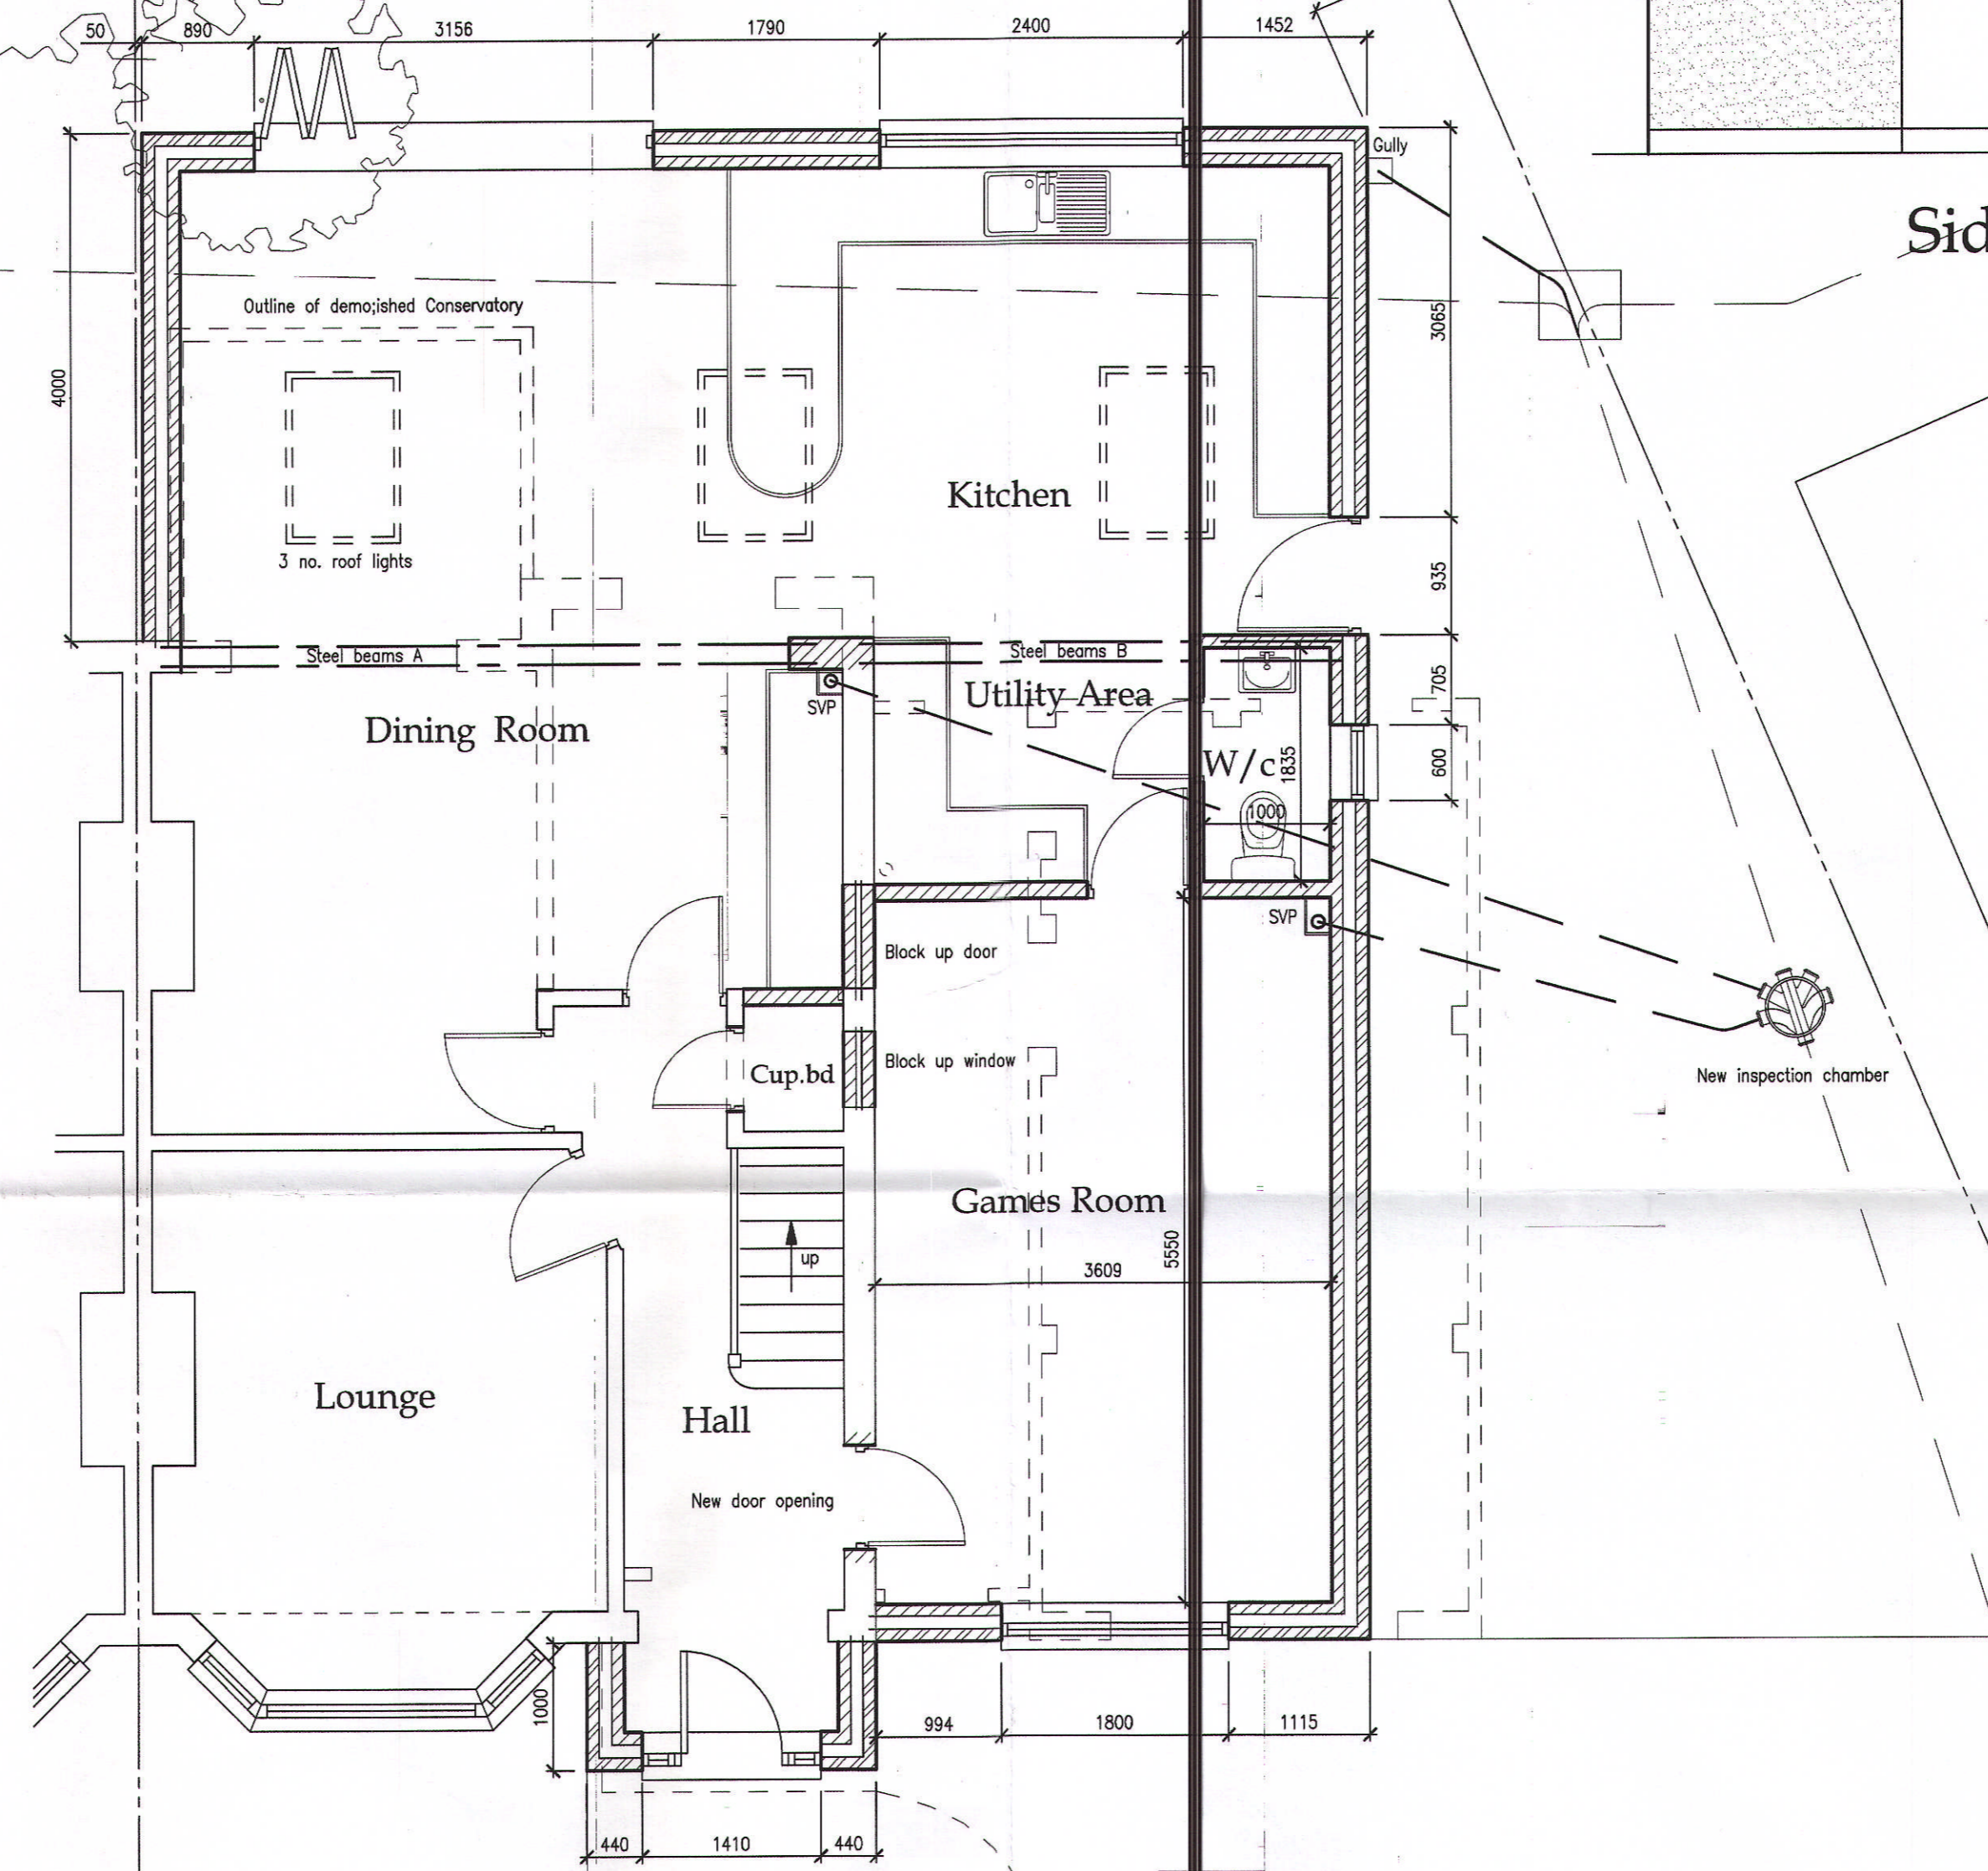 50
890
3156
1790
2400
1452
Gully
Sid
Outline of demo;ished Conservatory
3065
4000
Kitchen
3 no. roof lights
935
Steel beams A
Steel beams B
705
Utility Area
SVP
Dining Room
W/c
1835
600
1000
SVP
Block up door
Block up window
Cup.bd
New inspection chamber
Games Room
5550
up
3609
Lounge
Hall
New door opening
1000
994
1800
1115
440
1410
440